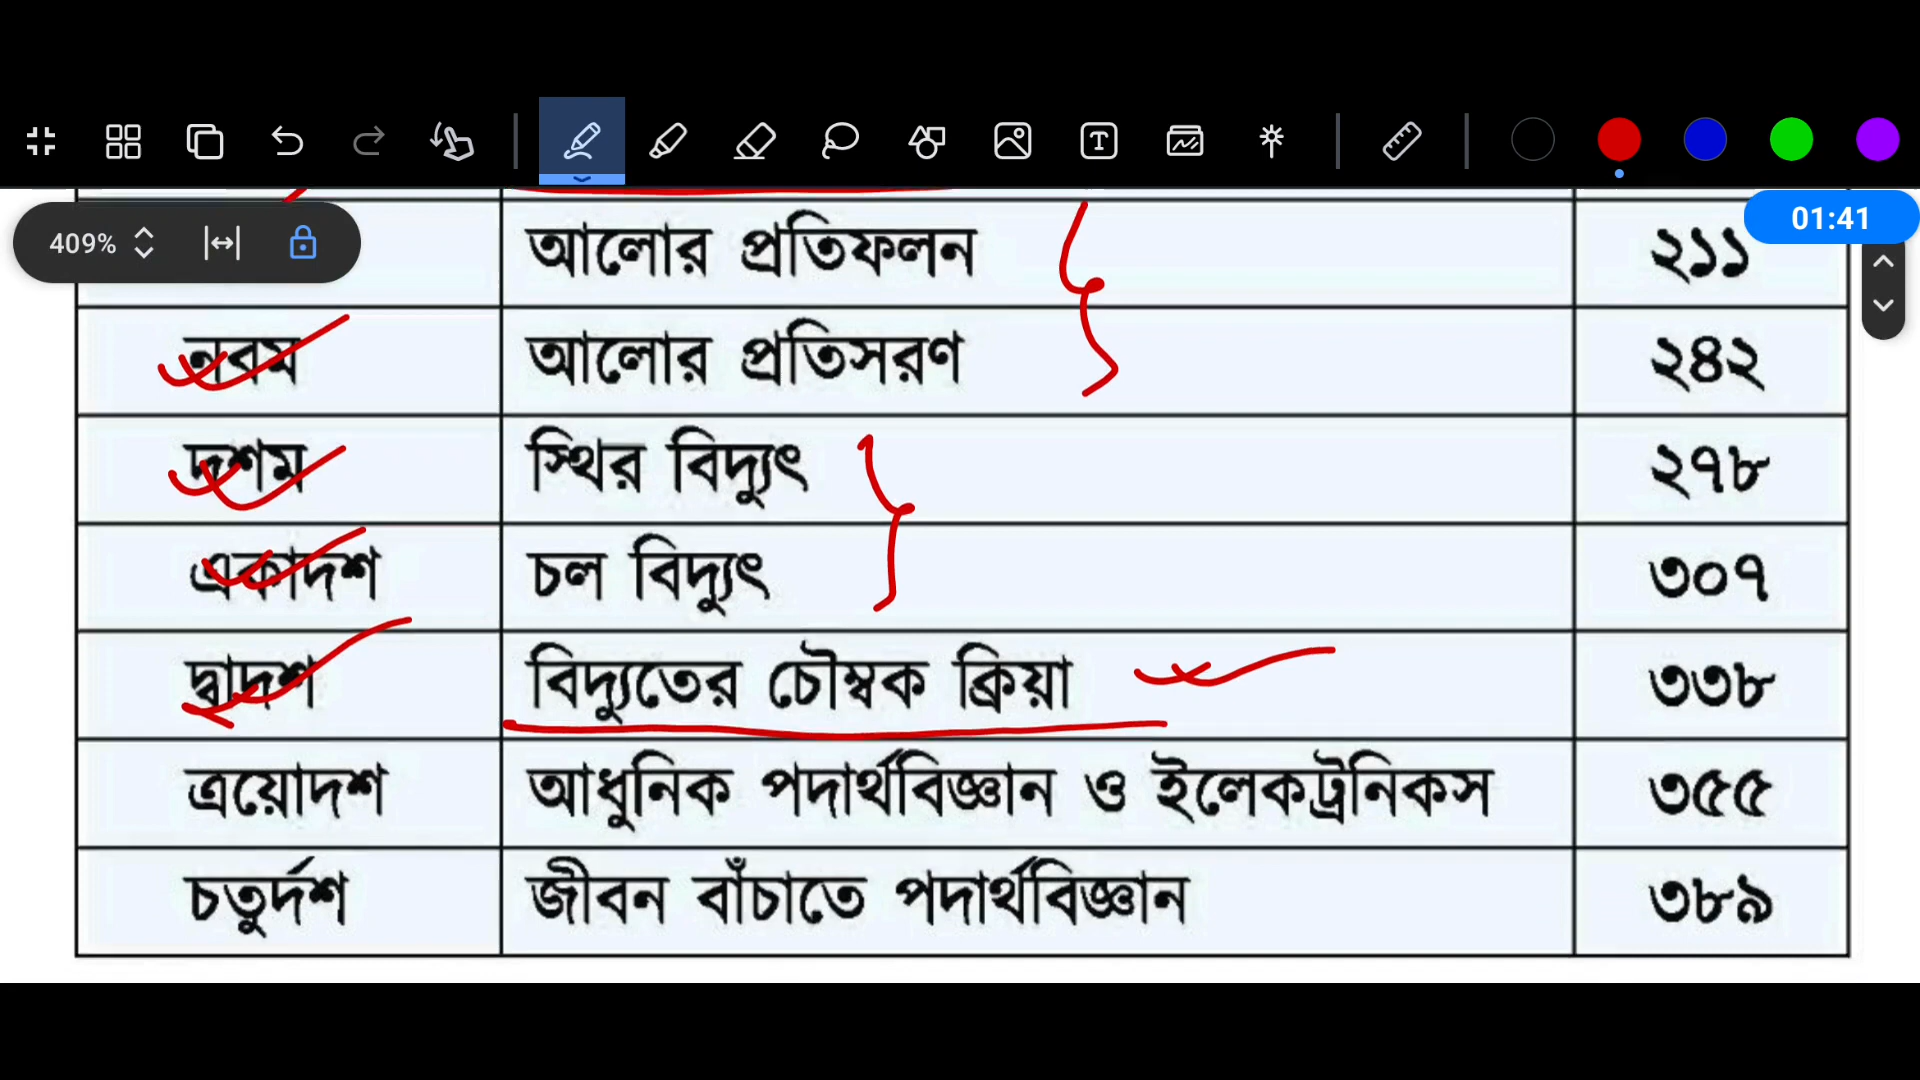 01:41
409%
আলোর প্রতিফলন ২১১
নবম আলোর প্রতিসরণ ২৪২
দশম স্থির বিদ্যুৎ ২৭৮
একাদশ চল বিদ্যুৎ ৩০৭
দ্বাদশ বিদ্যুতের চৌম্বক ক্রিয়া ৩৩৮
ত্রয়োদশ আধুনিক পদার্থবিজ্ঞান ও ইলেকট্রনিকস ৩৫৫
চতুর্দশ জীবন বাঁচাতে পদার্থবিজ্ঞান ৩৮৯